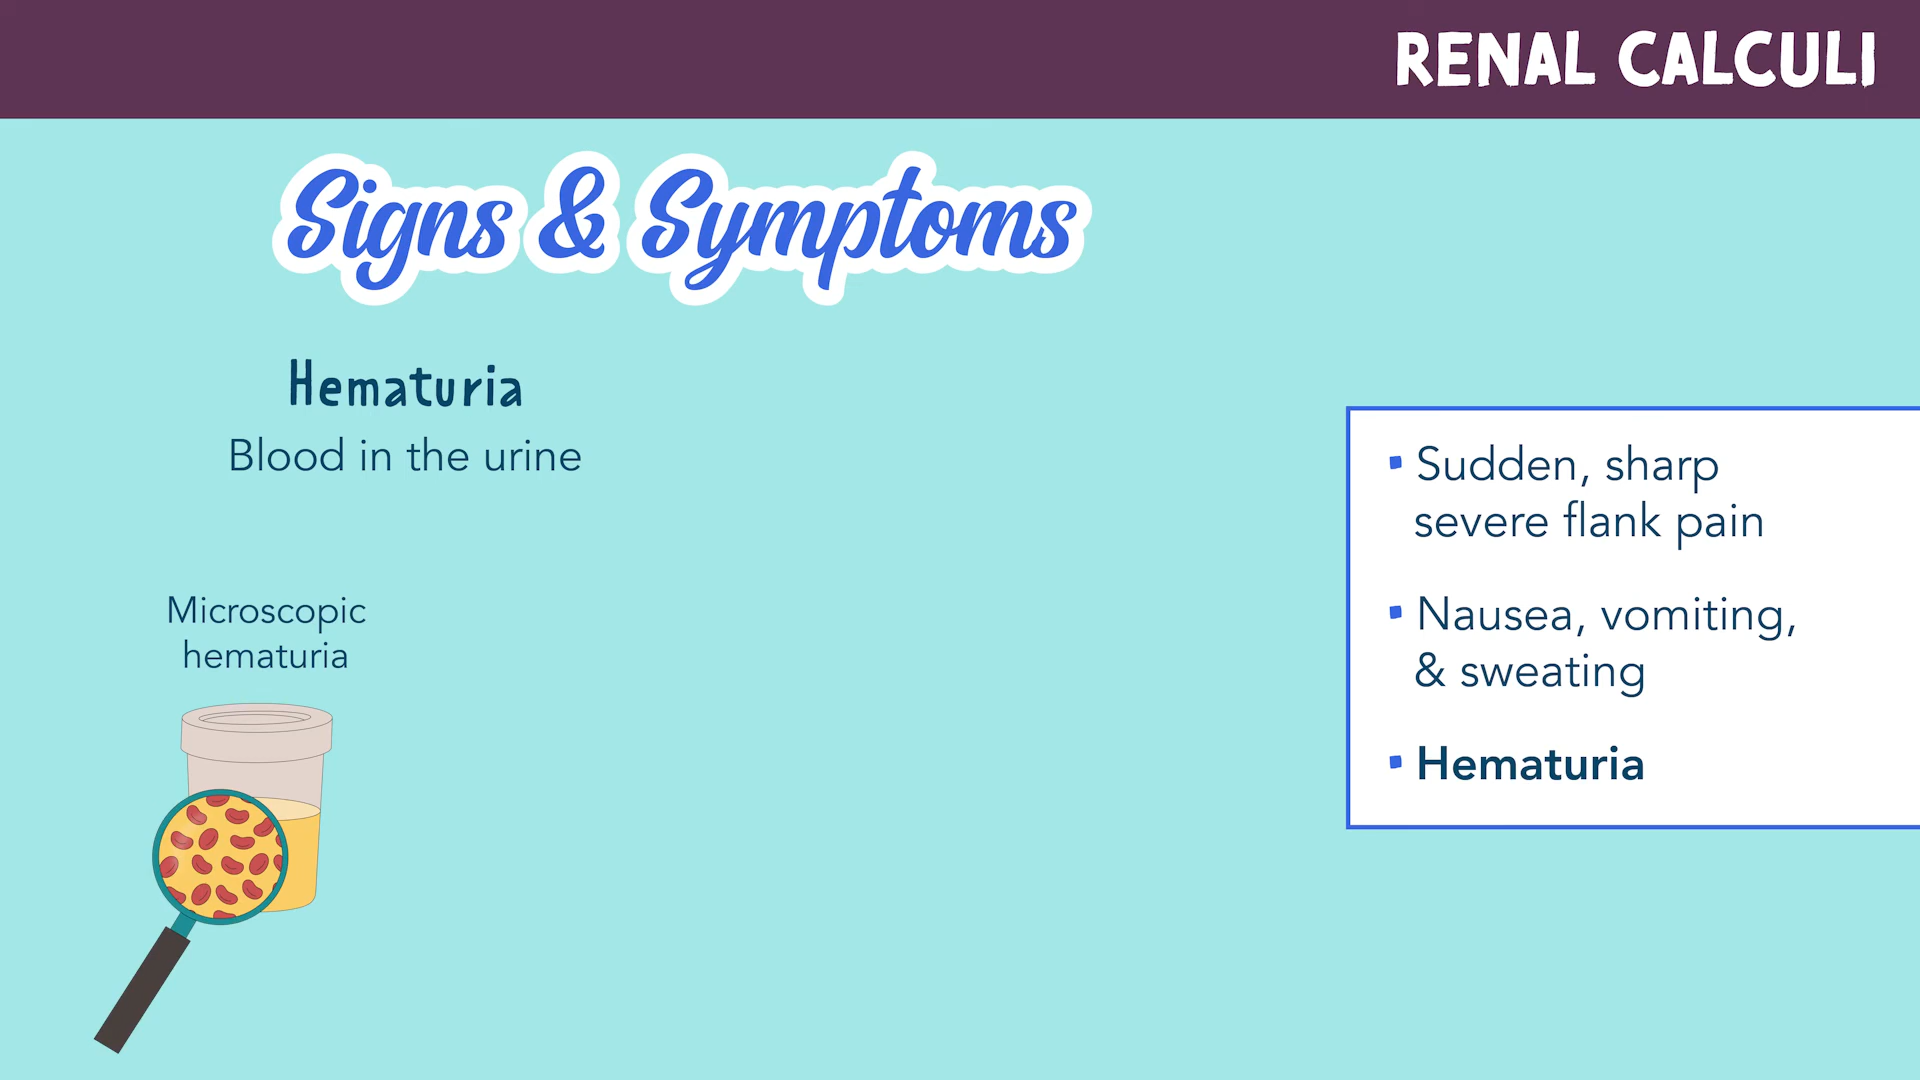 RENAL CALCULI
Signs & Symptoms
Hematuria
Blood in the urine
Microscopic
hematuria
▪ Sudden, sharp
severe flank pain
▪ Nausea, vomiting,
& sweating
▪ Hematuria